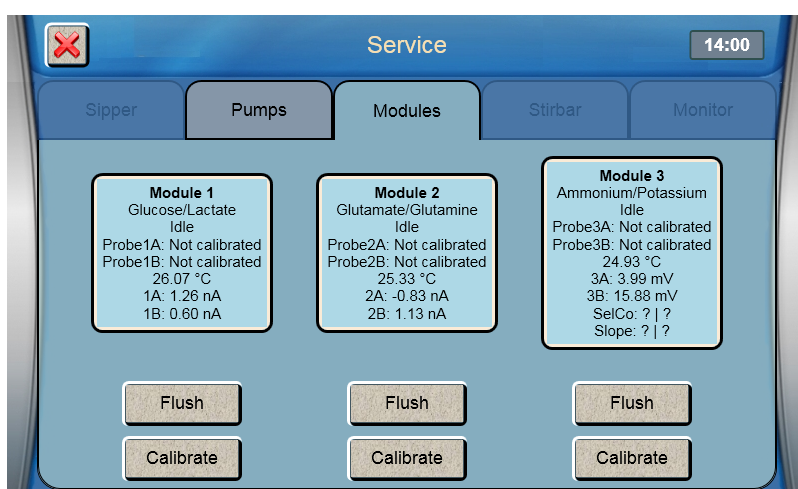 Service
14:00
Sipper
Pumps
Modules
Stirbar
Monitor
Module 1
Glucose/Lactate
Idle
Probe1A: Not calibrated
Probe1B: Not calibrated
26.07 °C
1A: 1.26 nA
1B: 0.60 nA
Module 2
Glutamate/Glutamine
Idle
Probe2A: Not calibrated
Probe2B: Not calibrated
25.33 °C
2A: -0.83 nA
2B: 1.13 nA
Module 3
Ammonium/Potassium
Idle
Probe3A: Not calibrated
Probe3B: Not calibrated
24.93 °C
3A: 3.99 mV
3B: 15.88 mV
SelCo: ? | ?
Slope: ? | ?
Flush
Flush
Flush
Calibrate
Calibrate
Calibrate